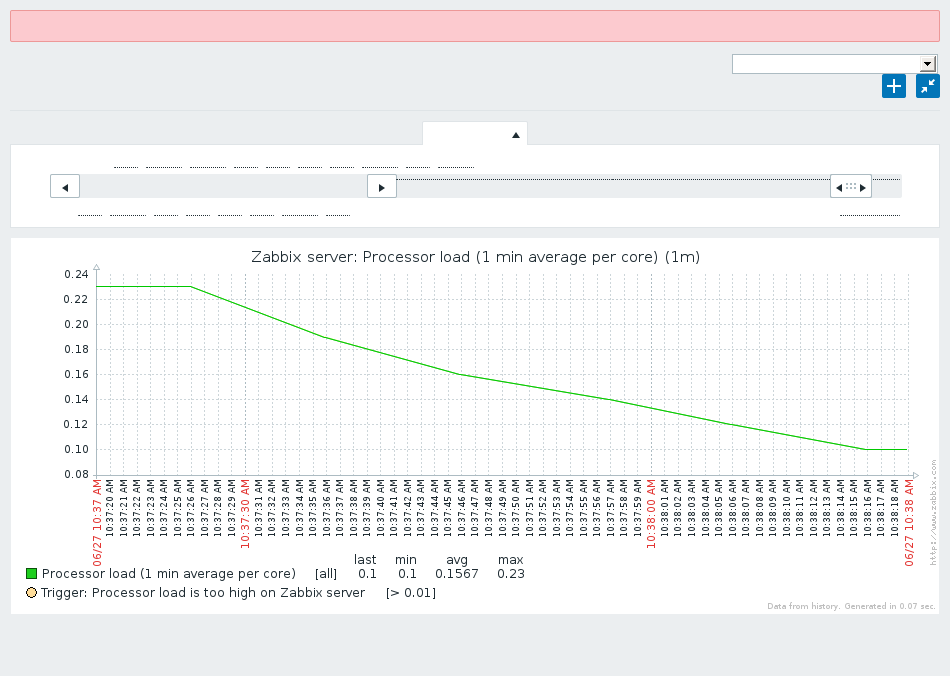 Zabbix server: Processor load (1 min average per core) (1m)
0.24
0.22
0.20
0.18
0.16
0.14
0.12
0.10
0.08
06/27 10:37 AM
10:37:20 AM
10:37:21 AM
10:37:22 AM
10:37:23 AM
10:37:24 AM
10:37:25 AM
10:37:26 AM
10:37:27 AM
10:37:28 AM
10:37:29 AM
10:37:30 AM
10:37:31 AM
10:37:32 AM
10:37:33 AM
10:37:34 AM
10:37:35 AM
10:37:36 AM
10:37:37 AM
10:37:38 AM
10:37:39 AM
10:37:40 AM
10:37:41 AM
10:37:42 AM
10:37:43 AM
10:37:44 AM
10:37:45 AM
10:37:46 AM
10:37:47 AM
10:37:48 AM
10:37:49 AM
10:37:50 AM
10:37:51 AM
10:37:52 AM
10:37:53 AM
10:37:54 AM
10:37:55 AM
10:37:56 AM
10:37:57 AM
10:37:58 AM
10:37:59 AM
10:38:00 AM
10:38:01 AM
10:38:02 AM
10:38:03 AM
10:38:04 AM
10:38:05 AM
10:38:06 AM
10:38:07 AM
10:38:08 AM
10:38:09 AM
10:38:10 AM
10:38:11 AM
10:38:12 AM
10:38:13 AM
10:38:14 AM
10:38:15 AM
10:38:16 AM
10:38:17 AM
10:38:18 AM
06/27 10:38 AM
http://www.zabbix.com
last min avg max
Processor load (1 min average per core) [all] 0.1 0.1 0.1567 0.23
Trigger: Processor load is too high on Zabbix server [> 0.01]
Data from history. Generated in 0.07 sec.